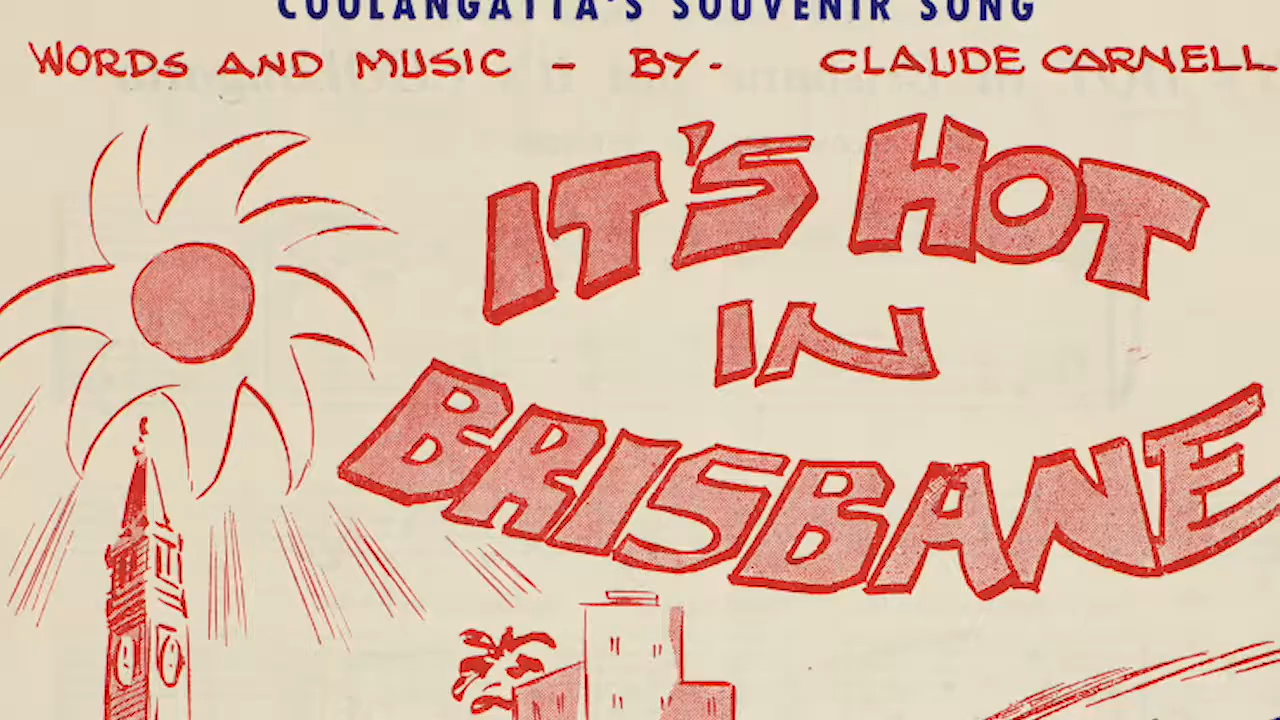 COOLANGATTA'S SOUVENIR SONG
WORDS AND MUSIC - BY - CLAUDE CARNELL
IT'S HOT
IN
BRISBANE